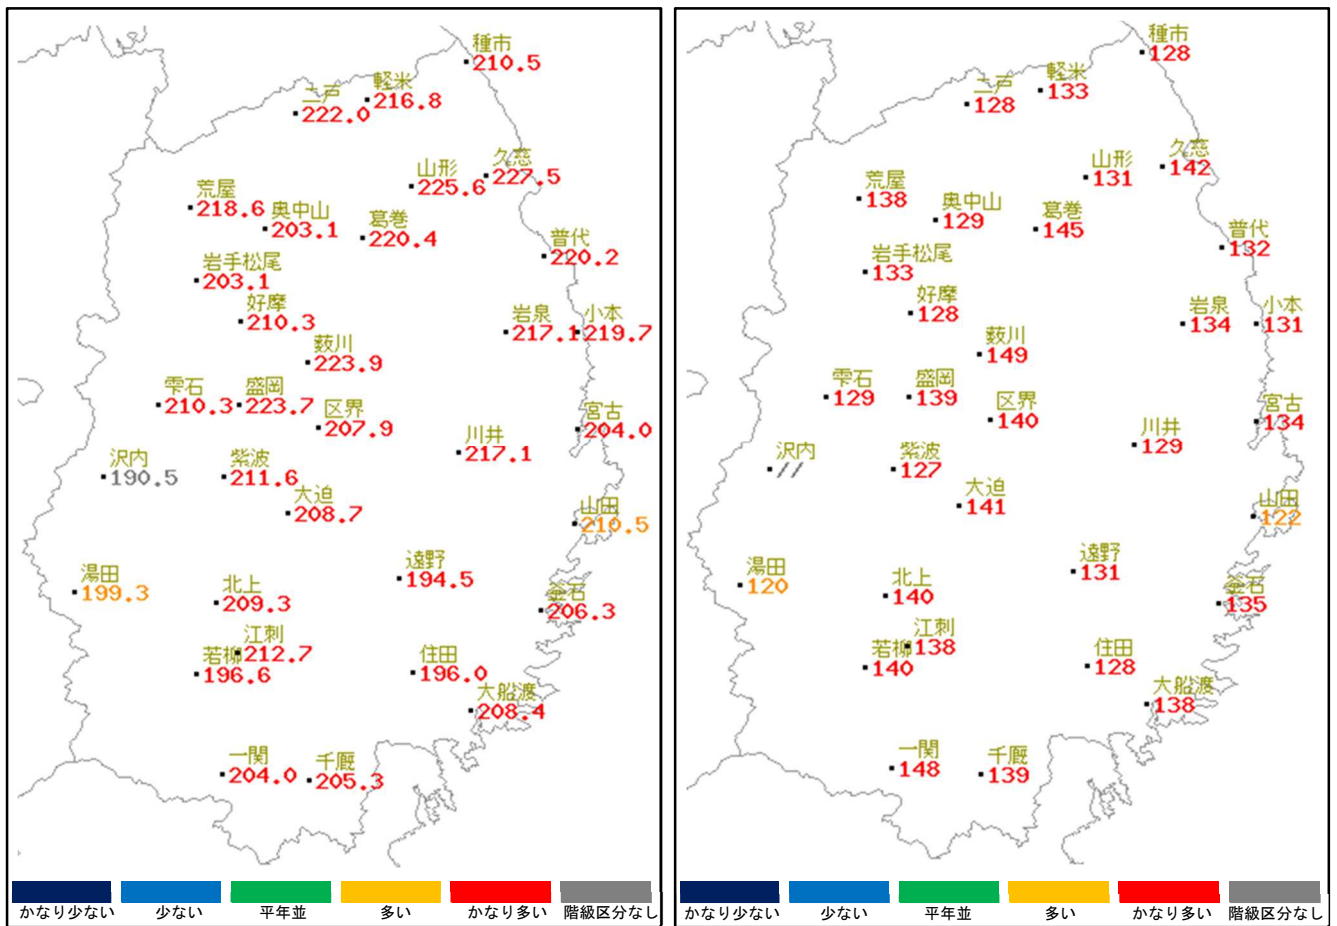 種市
210.5
軽米
216.8
二戸
222.0
久慈
227.5
山形
225.6
荒屋
218.6
奥中山
203.1
葛巻
220.4
普代
220.2
岩手松尾
203.1
好摩
210.3
岩泉
217.1
小本
219.7
薮川
223.9
雫石
210.3
盛岡
223.7
区界
207.9
宮古
204.0
川井
217.1
沢内
190.5
紫波
211.6
大迫
208.7
山田
210.5
遠野
194.5
湯田
199.3
北上
209.3
釜石
206.3
江刺
212.7
若柳
196.6
住田
196.0
大船渡
208.4
一関
204.0
千厩
205.3
かなり少ない
少ない
平年並
多い
かなり多い
階級区分なし
種市
128
軽米
133
二戸
128
久慈
142
山形
131
荒屋
138
奥中山
129
葛巻
145
普代
132
岩手松尾
133
好摩
128
岩泉
134
小本
131
薮川
149
雫石
129
盛岡
139
区界
140
宮古
134
川井
129
沢内
//
紫波
127
大迫
141
山田
122
遠野
131
湯田
120
北上
140
釜石
135
江刺
138
若柳
140
住田
128
大船渡
138
一関
148
千厩
139
かなり少ない
少ない
平年並
多い
かなり多い
階級区分なし